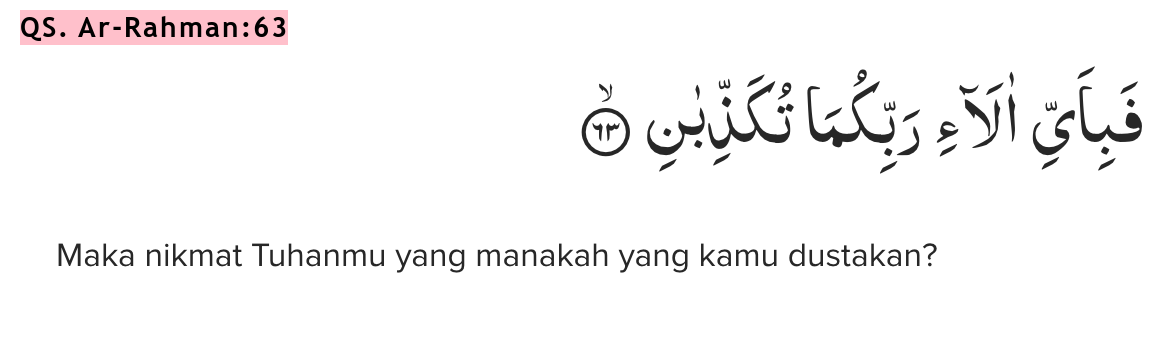 QS. Ar-Rahman:63
فَبِاَيِّ اٰلَاۤءِ رَبِّكُمَا تُكَذِّبٰنِۙ ٦٣
Maka nikmat Tuhanmu yang manakah yang kamu dustakan?